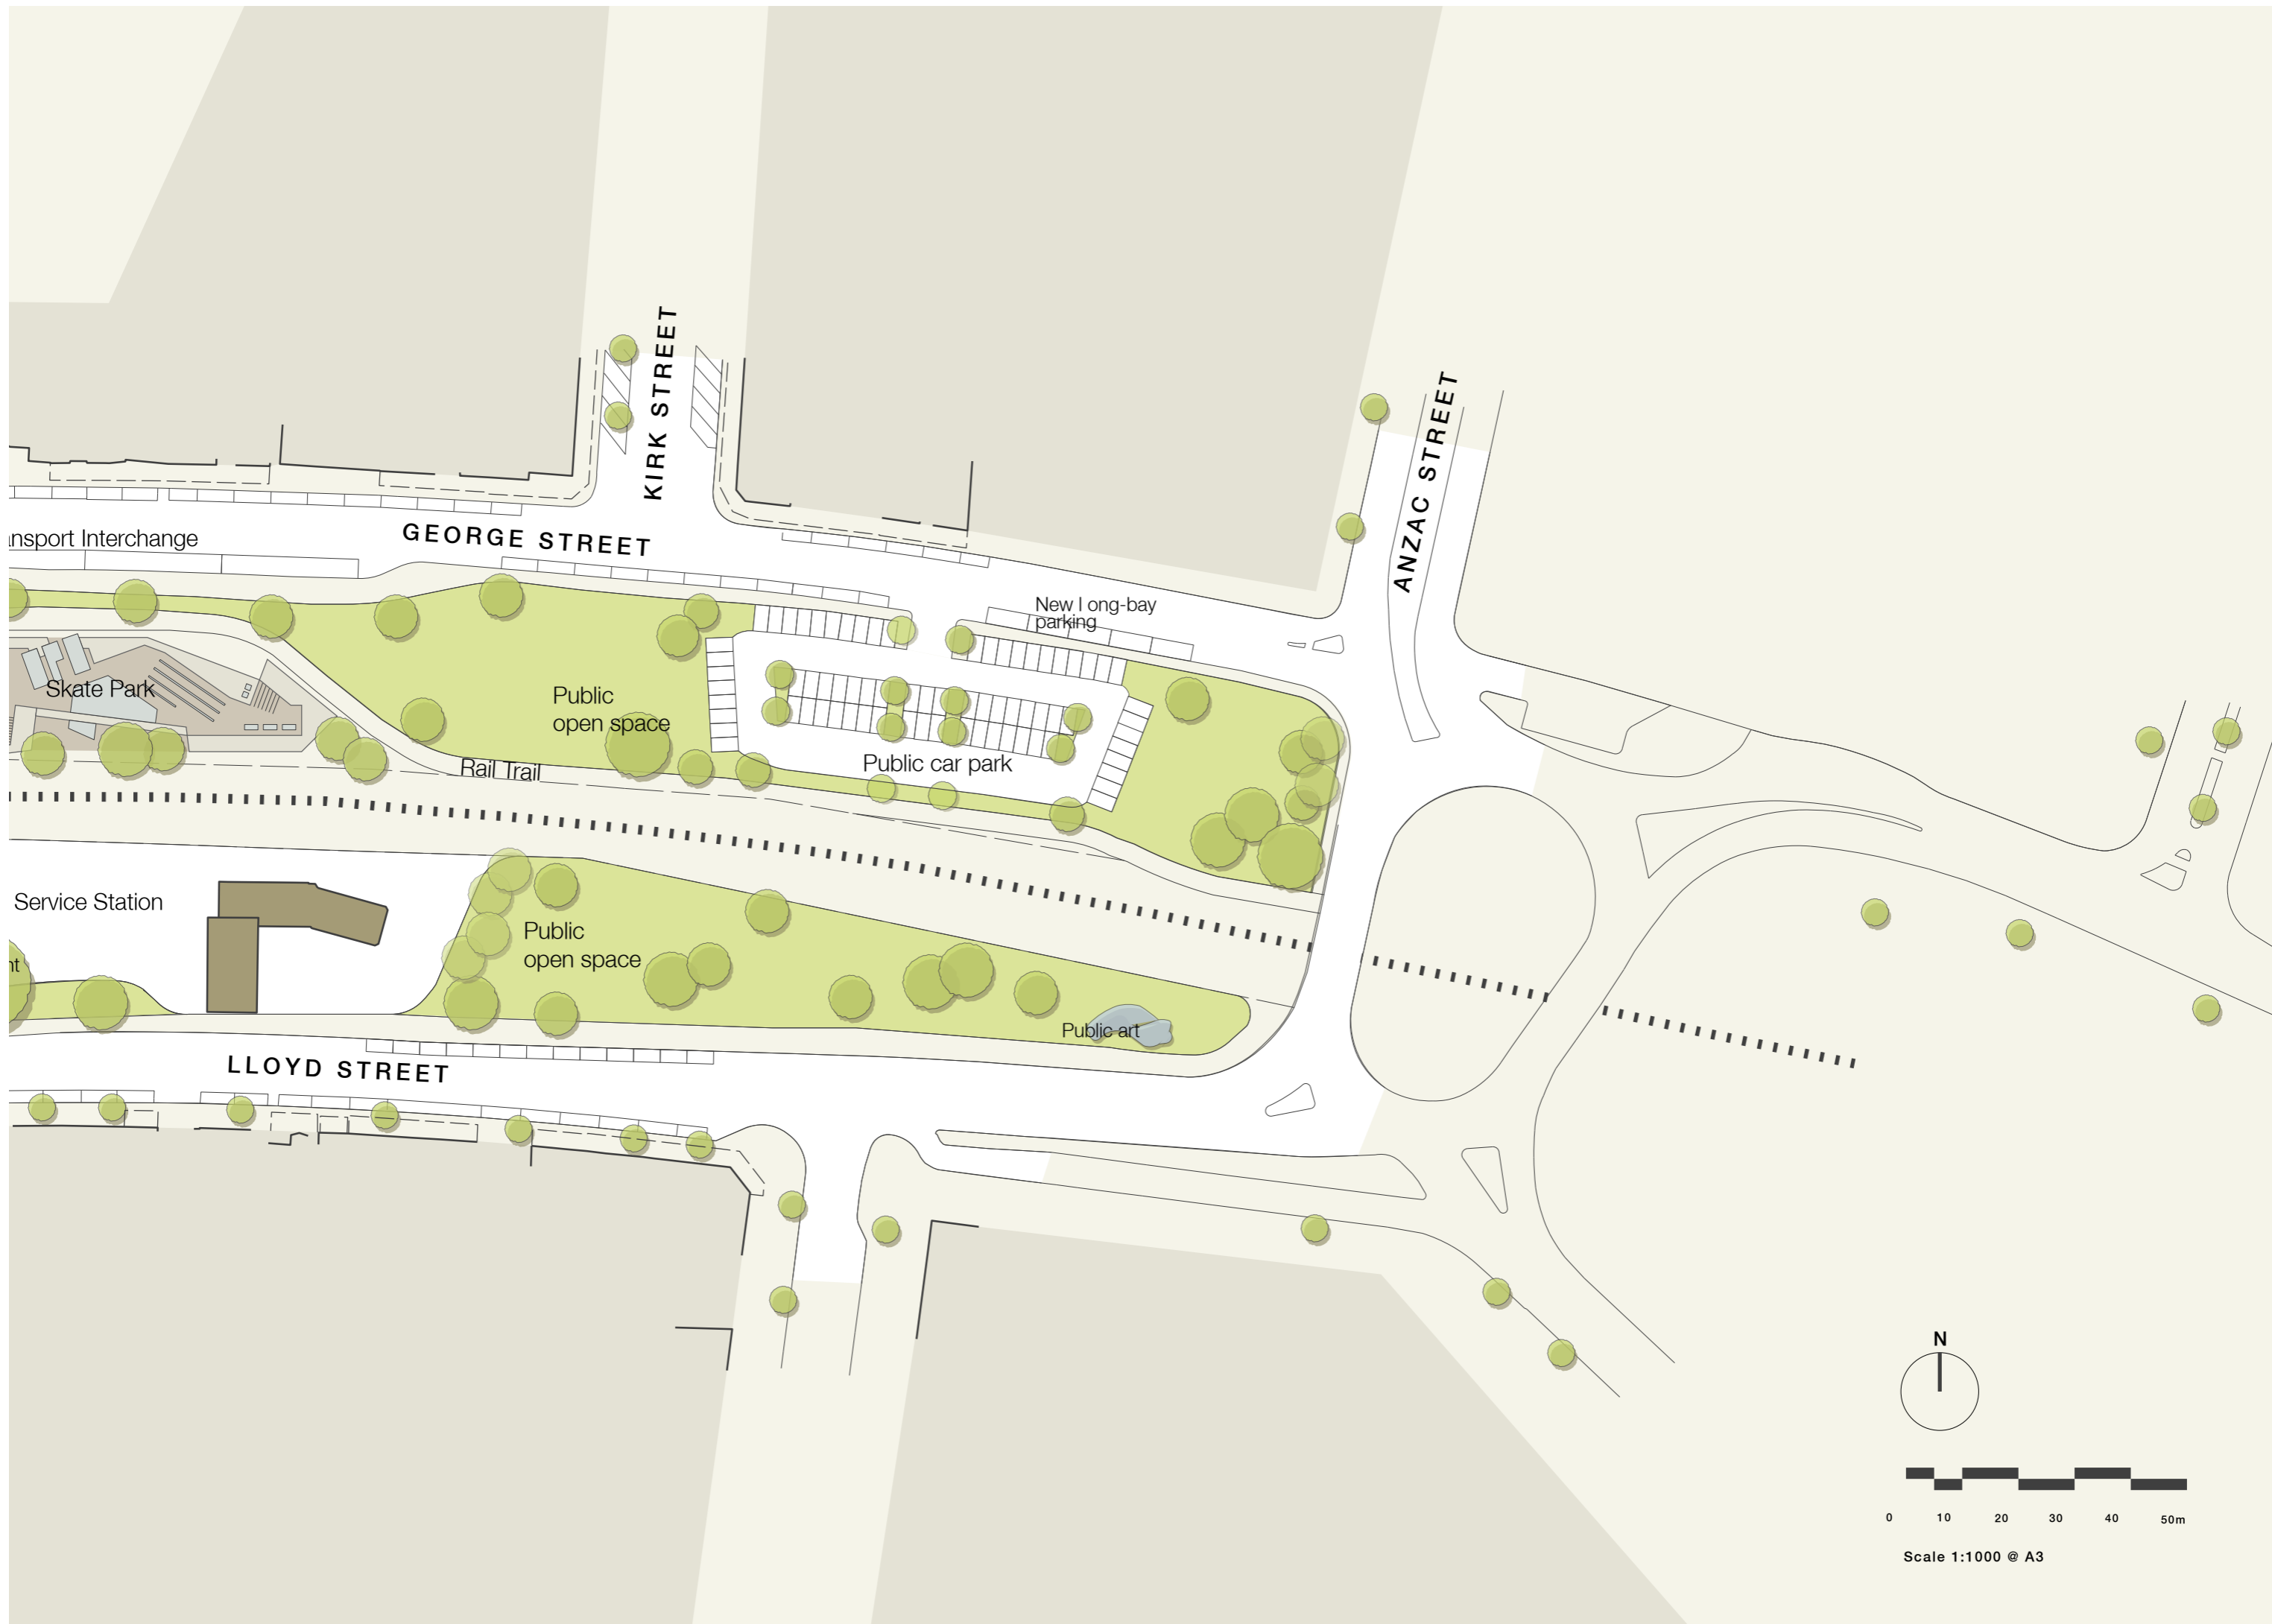 KIRK STREET
ANZAC STREET
GEORGE STREET
ansport Interchange
New l ong-bay
parking
Skate Park
Public
open space
Public car park
Rail Trail
Service Station
Public
open space
nt
Public art
LLOYD STREET
N
0 10 20 30 40 50m
Scale 1:1000 @ A3